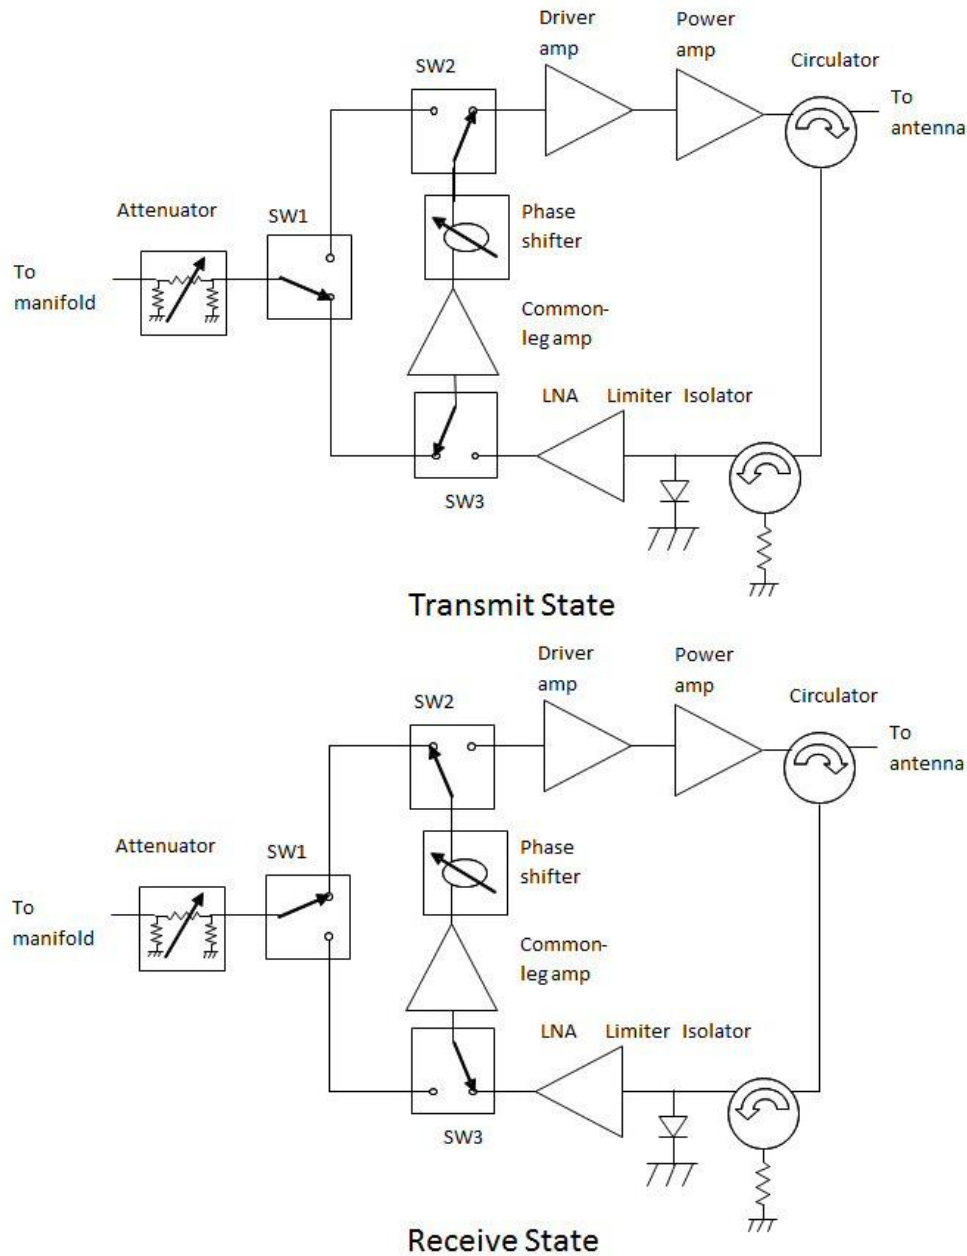 Driver
amp
Power
amp
SW2
Circulator
To
antenna
Attenuator
SW1
Phase
shifter
To
manifold
Common-
leg amp
LNA
Limiter
Isolator
SW3
Transmit State
Driver
amp
Power
amp
SW2
Circulator
To
antenna
Attenuator
SW1
Phase
shifter
To
manifold
Common-
leg amp
LNA
Limiter
Isolator
SW3
Receive State